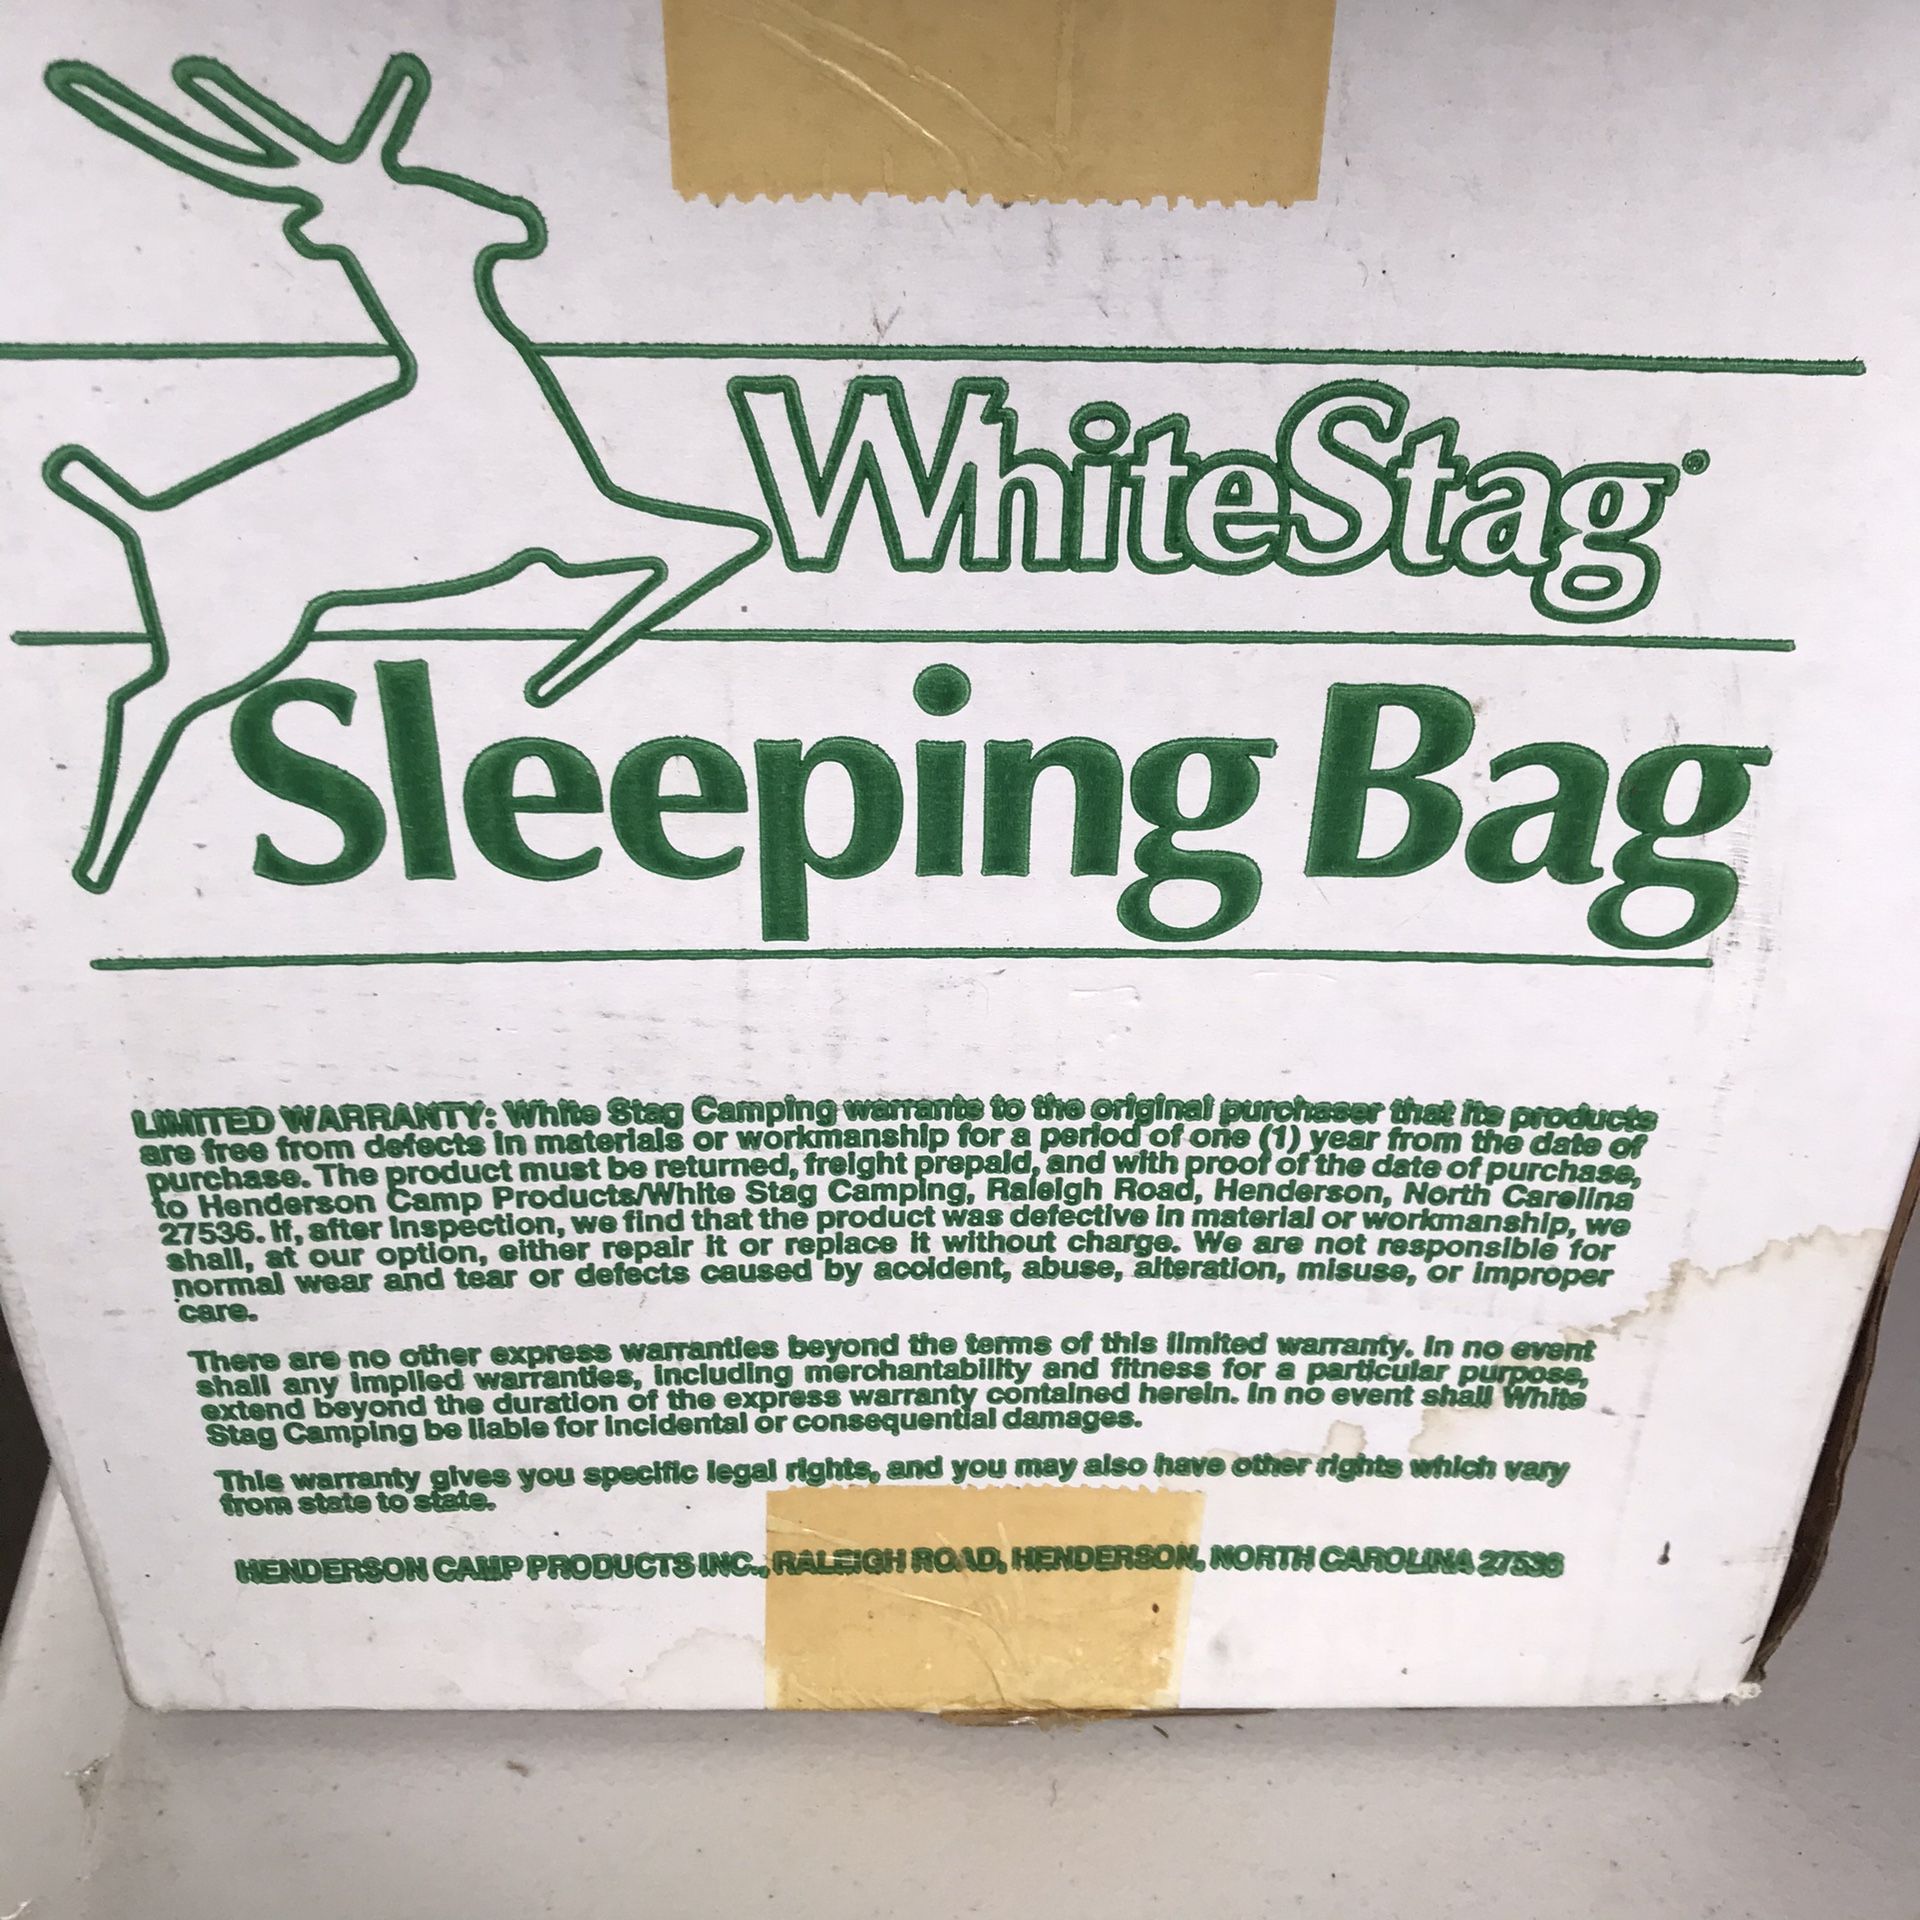 WhiteStag®
Sleeping Bag
LIMITED WARRANTY: White Stag Camping warrants to the original purchaser that its products
are free from defects in materials or workmanship for a period of one (1) year from the date of
purchase. The product must be returned, freight prepaid, and with proof of the date of purchase,
to Henderson Camp Products/White Stag Camping, Raleigh Road, Henderson, North Carolina
27536. If, after inspection, we find that the product was defective in material or workmanship, we
shall, at our option, either repair it or replace it without charge. We are not responsible for
normal wear and tear or defects caused by accident, abuse, alteration, misuse, or improper
care.
There are no other express warranties beyond the terms of this limited warranty. In no event
shall any implied warranties, including merchantability and fitness for a particular purpose,
extend beyond the duration of the express warranty contained herein. In no event shall White
Stag Camping be liable for incidental or consequential damages.
This warranty gives you specific legal rights, and you may also have other rights which vary
from state to state.
HENDERSON CAMP PRODUCTS INC., RALEIGH ROAD, HENDERSON, NORTH CAROLINA 27536